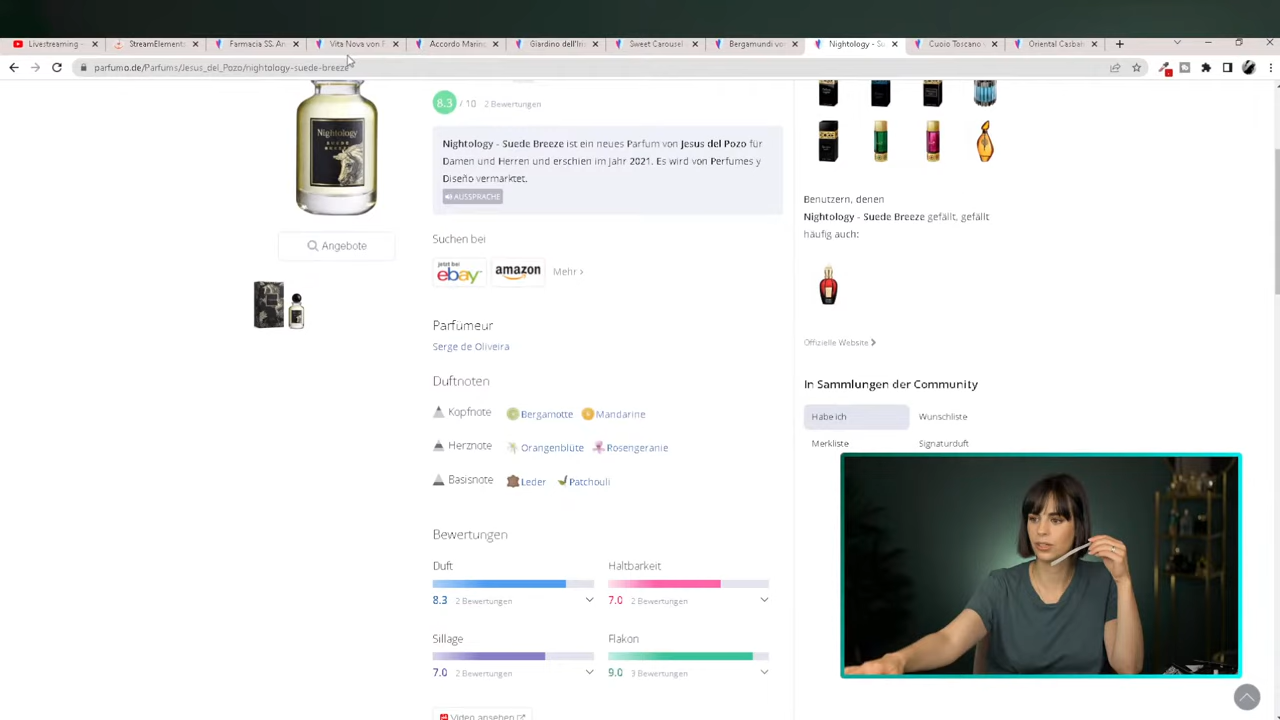 Livestreaming –
StreamElements
Farmacia SS. An
Vita Nova von F
Accordo Marino
Giardino dell'Im
Sweet Carousel
Bergamundi vo
Nightology - Su
Cuoio Toscano
Oriental Casbah
parfumo.de/Parfums/Jesus_del_Pozo/nightology-suede-breeze
Nightology
SUEDE
BREEZE
Angebote
8.3 / 10 2 Bewertungen
Nightology - Suede Breeze ist ein neues Parfum von Jesus del Pozo für
Damen und Herren und erschien im Jahr 2021. Es wird von Perfumes y
Diseño vermarktet.
AUSSPRACHE
Suchen bei
jetzt bei
ebay
amazon
Mehr ›
Parfümeur
Serge de Oliveira
Duftnoten
Kopfnote Bergamotte Mandarine
Herznote Orangenblüte Rosengeranie
Basisnote Leder Patchouli
Bewertungen
Duft
8.3 2 Bewertungen
Haltbarkeit
7.0 2 Bewertungen
Sillage
7.0 2 Bewertungen
Flakon
9.0 3 Bewertungen
Video ansehen
Benutzern, denen
Nightology - Suede Breeze gefällt, gefällt
häufig auch:
Offizielle Website
In Sammlungen der Community
Habe ich Wunschliste
Merkliste Signaturduft